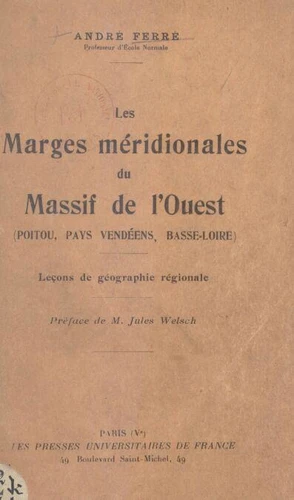 ANDRÉ FERRÉ
Professeur d'École Normale
Les
Marges méridionales
du
Massif de l'Ouest
(POITOU, PAYS VENDÉENS, BASSE-LOIRE)
Leçons de géographie régionale
Préface de M. Jules Welsch
PARIS (Vᵉ)
LES PRESSES UNIVERSITAIRES DE FRANCE
49, Boulevard Saint-Michel, 49